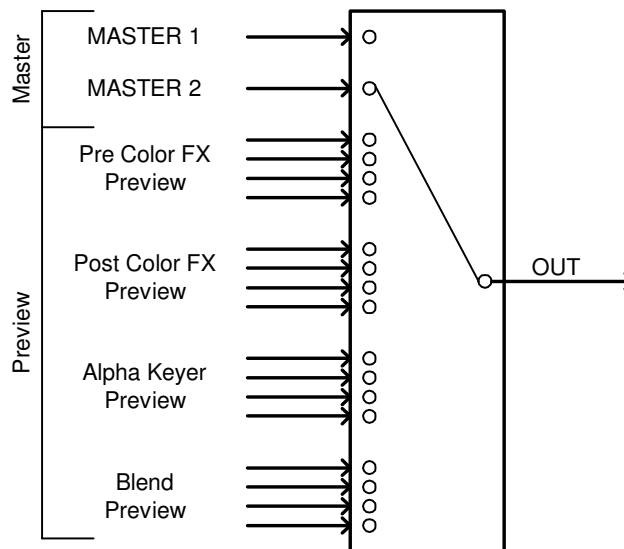 Master
MASTER 1
MASTER 2
Preview
Pre Color FX
Preview
Post Color FX
Preview
Alpha Keyer
Preview
Blend
Preview
OUT